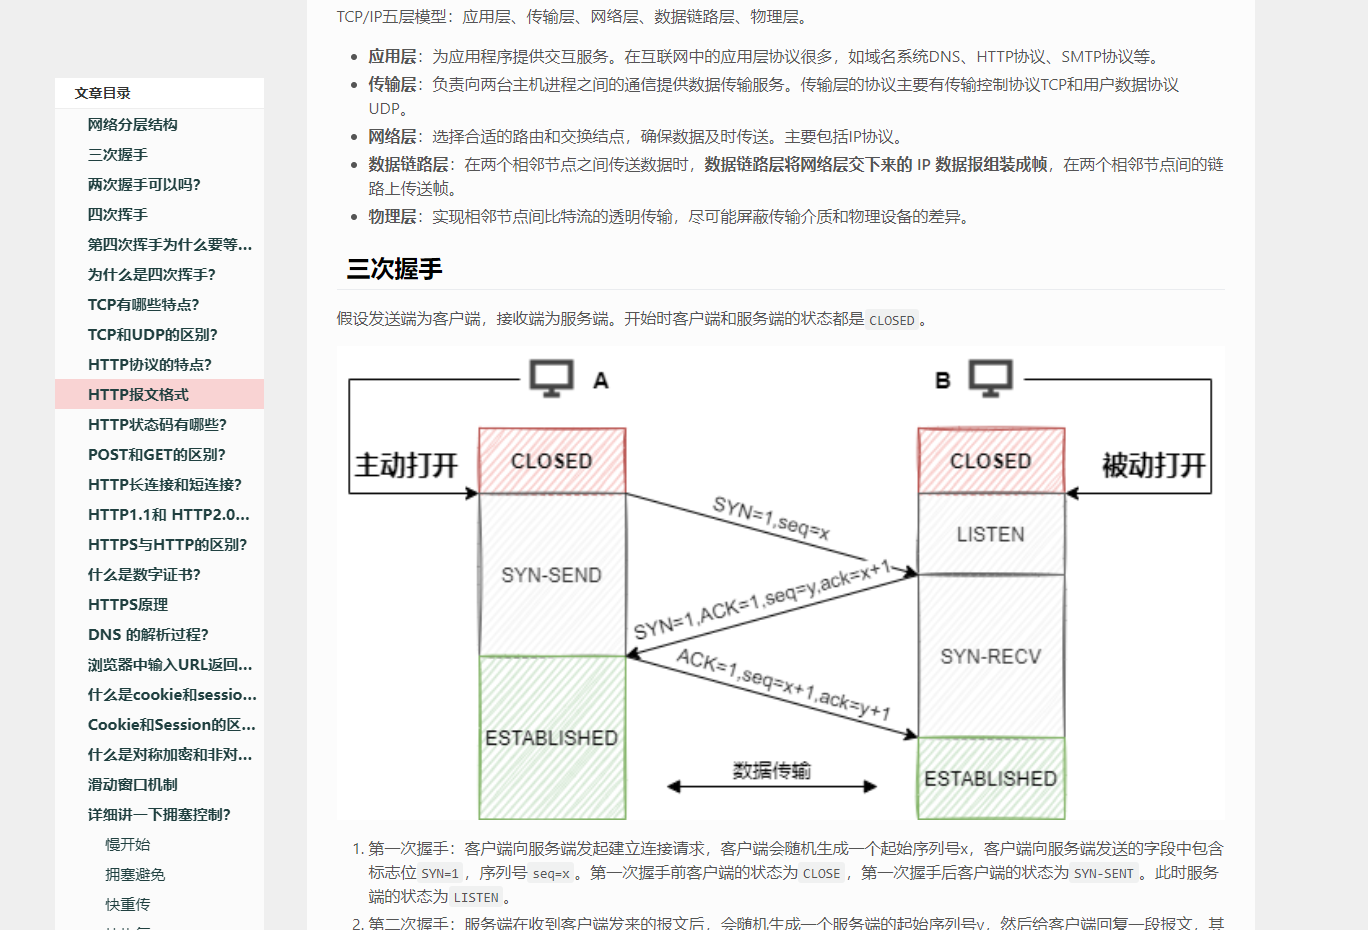 文章目录
网络分层结构
三次握手
两次握手可以吗？
四次挥手
第四次挥手为什么要等...
为什么是四次挥手？
TCP有哪些特点？
TCP和UDP的区别？
HTTP协议的特点？
HTTP报文格式
HTTP状态码有哪些？
POST和GET的区别？
HTTP长连接和短连接？
HTTP1.1和 HTTP2.0...
HTTPS与HTTP的区别？
什么是数字证书？
HTTPS原理
DNS 的解析过程？
浏览器中输入URL返回...
什么是cookie和sessio...
Cookie和Session的区...
什么是对称加密和非对...
滑动窗口机制
详细讲一下拥塞控制？
慢开始
拥塞避免
快重传
TCP/IP五层模型：应用层、传输层、网络层、数据链路层、物理层。
• 应用层：为应用程序提供交互服务。在互联网中的应用层协议很多，如域名系统DNS、HTTP协议、SMTP协议等。
• 传输层：负责向两台主机进程之间的通信提供数据传输服务。传输层的协议主要有传输控制协议TCP和用户数据协议
UDP。
• 网络层：选择合适的路由和交换结点，确保数据及时传送。主要包括IP协议。
• 数据链路层：在两个相邻节点之间传送数据时，数据链路层将网络层交下来的 IP 数据报组装成帧，在两个相邻节点间的链
路上传送帧。
• 物理层：实现相邻节点间比特流的透明传输，尽可能屏蔽传输介质和物理设备的差异。
三次握手
假设发送端为客户端，接收端为服务端。开始时客户端和服务端的状态都是 CLOSED 。
A
B
主动打开
CLOSED
CLOSED
被动打开
SYN=1,seq=x
LISTEN
SYN-SEND
SYN=1,ACK=1,seq=y,ack=x+1
SYN-RECV
ACK=1,seq=x+1,ack=y+1
ESTABLISHED
数据传输
ESTABLISHED
1. 第一次握手：客户端向服务端发起建立连接请求，客户端会随机生成一个起始序列号x，客户端向服务端发送的字段中包含
标志位 SYN=1 ，序列号 seq=x 。第一次握手前客户端的状态为 CLOSE ，第一次握手后客户端的状态为 SYN-SENT 。此时服务
端的状态为 LISTEN 。
2. 第二次握手：服务端在收到客户端发来的报文后，会随机生成一个服务端的起始序列号y，然后给客户端回复一段报文，其